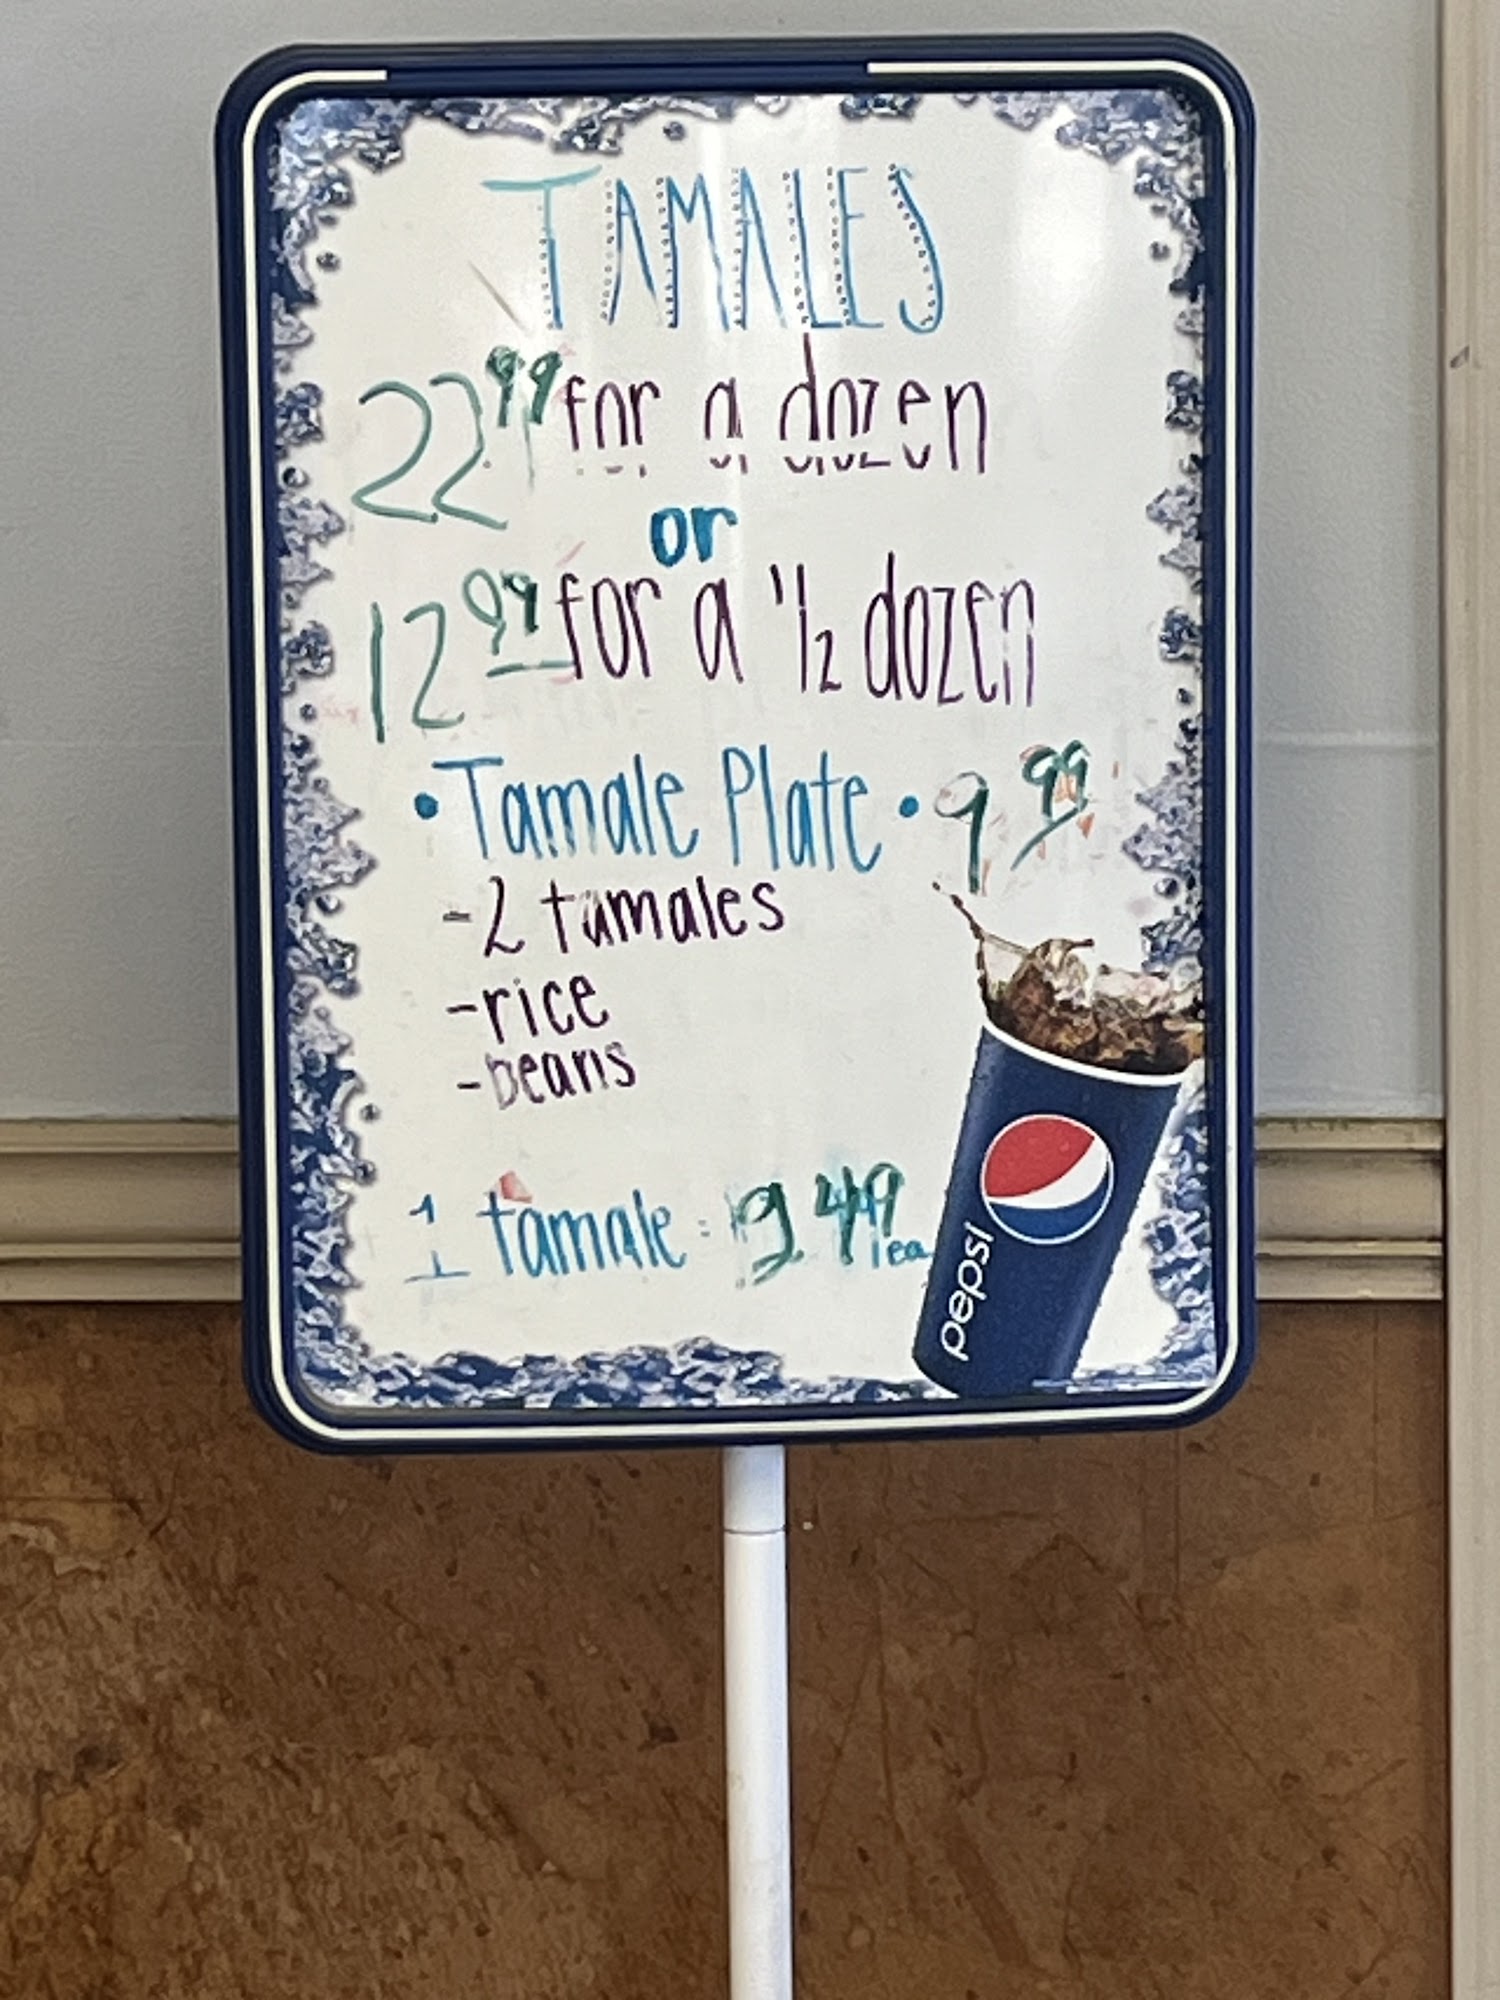 TAMALES
22 99 for a dozen
or
12 99 for a 1/2 dozen
• Tamale Plate • 9 99
- 2 tamales
- rice
- beans
1 tamale: 2 49 ea
pepsi